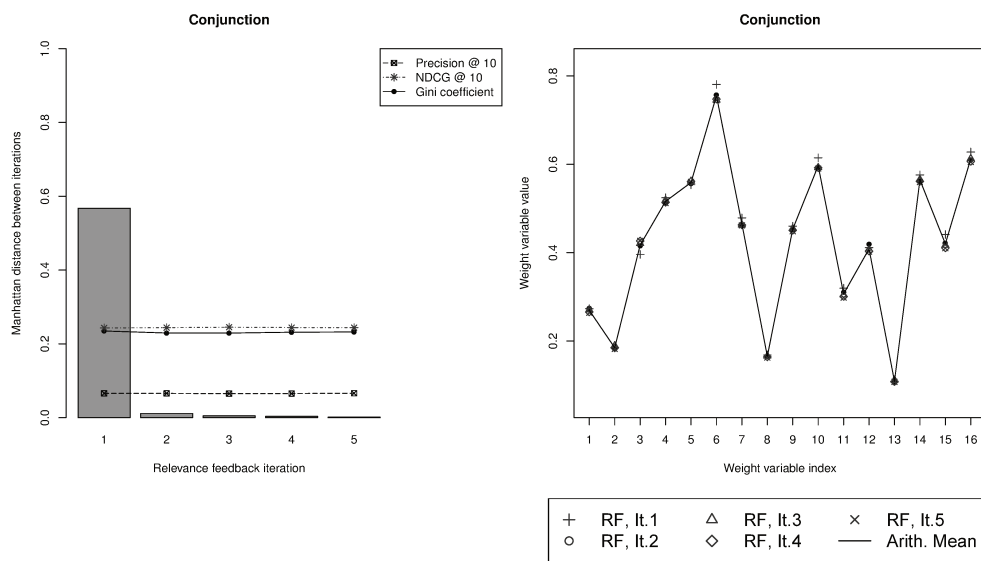 Conjunction
Manhattan distance between iterations
1.0
0.8
0.6
0.4
0.2
0.0
Precision @ 10
NDCG @ 10
Gini coefficient
1 2 3 4 5
Relevance feedback iteration
Conjunction
Weight variable value
0.8
0.6
0.4
0.2
1 2 3 4 5 6 7 8 9 10 11 12 13 14 15 16
Weight variable index
RF, It.1 RF, It.3 RF, It.5
RF, It.2 RF, It.4 Arith. Mean